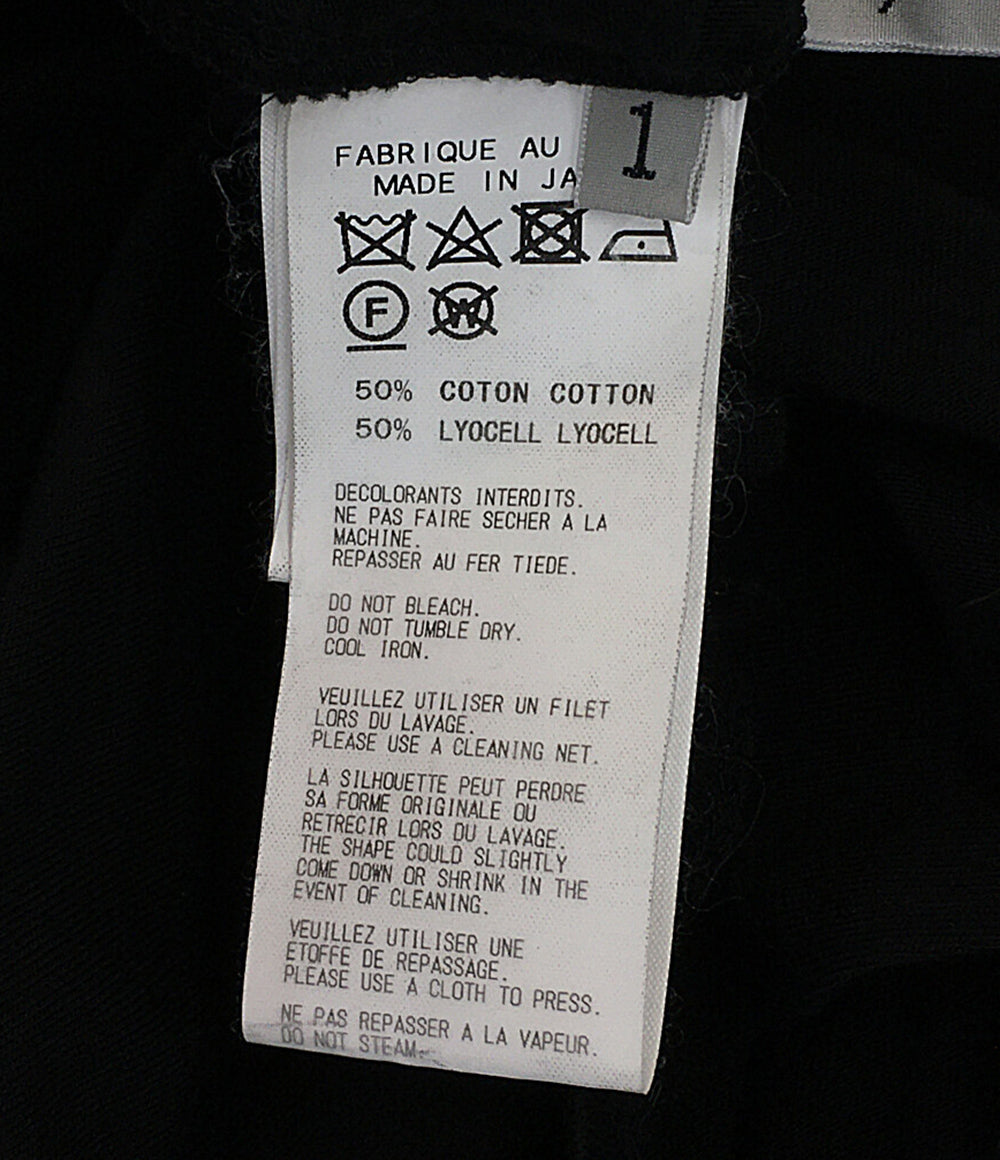 1
FABRIQUE AU
MADE IN JA
F
W
50% COTON COTTON
50% LYOCELL LYOCELL
DECOLORANTS INTERDITS.
NE PAS FAIRE SECHER A LA
MACHINE.
REPASSER AU FER TIEDE.
DO NOT BLEACH.
DO NOT TUMBLE DRY.
COOL IRON.
VEUILLEZ UTILISER UN FILET
LORS DU LAVAGE.
PLEASE USE A CLEANING NET.
LA SILHOUETTE PEUT PERDRE
SA FORME ORIGINALE OU
RETRECIR LORS DU LAVAGE.
THE SHAPE COULD SLIGHTLY
COME DOWN OR SHRINK IN THE
EVENT OF CLEANING.
VEUILLEZ UTILISER UNE
ETOFFE DE REPASSAGE.
PLEASE USE A CLOTH TO PRESS.
NE PAS REPASSER A LA VAPEUR.
DO NOT STEAM.